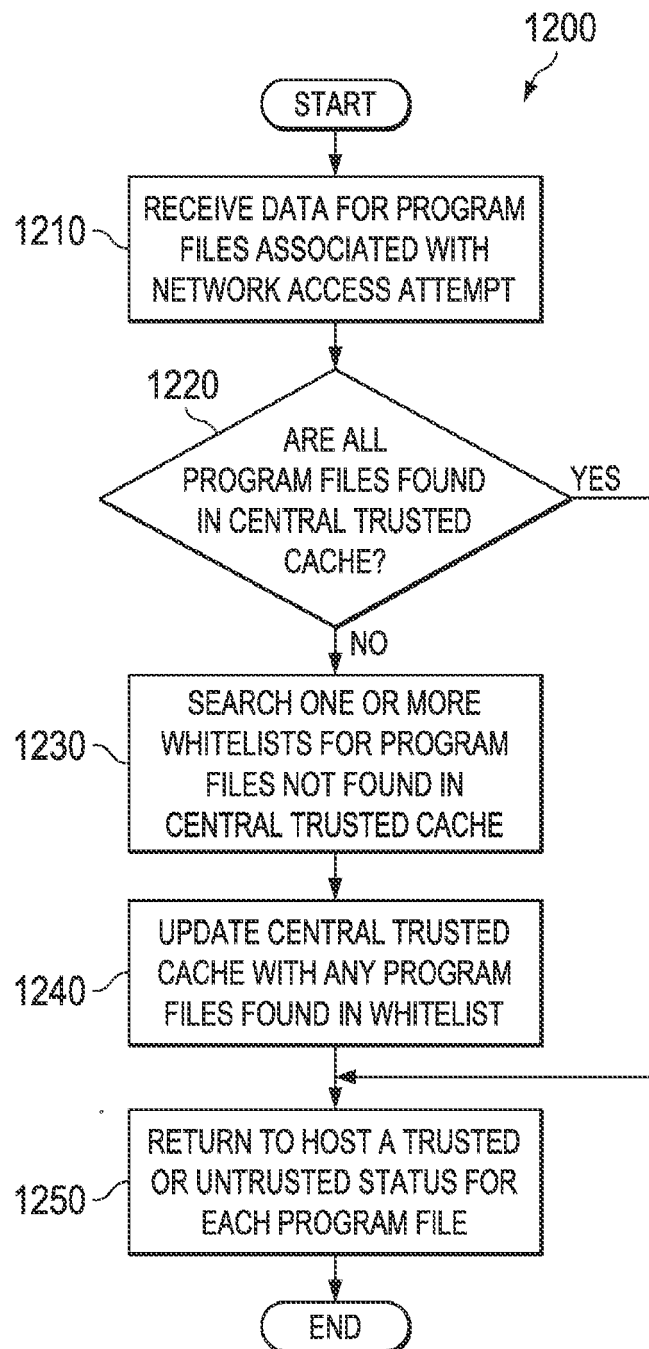 1200
START
1210
RECEIVE DATA FOR PROGRAM
FILES ASSOCIATED WITH
NETWORK ACCESS ATTEMPT
1220
ARE ALL
PROGRAM FILES FOUND
IN CENTRAL TRUSTED
CACHE?
YES
NO
1230
SEARCH ONE OR MORE
WHITELISTS FOR PROGRAM
FILES NOT FOUND IN
CENTRAL TRUSTED CACHE
1240
UPDATE CENTRAL TRUSTED
CACHE WITH ANY PROGRAM
FILES FOUND IN WHITELIST
1250
RETURN TO HOST A TRUSTED
OR UNTRUSTED STATUS FOR
EACH PROGRAM FILE
END